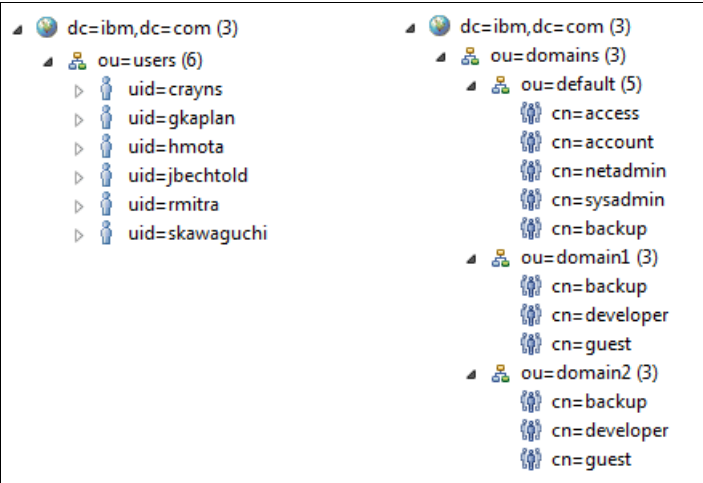 dc=ibm,dc=com (3)
ou=users (6)
uid=crayns
uid=gkaplan
uid=hmota
uid=jbechtold
uid=rmitra
uid=skawaguchi
dc=ibm,dc=com (3)
ou=domains (3)
ou=default (5)
cn=access
cn=account
cn=netadmin
cn=sysadmin
cn=backup
ou=domain1 (3)
cn=backup
cn=developer
cn=guest
ou=domain2 (3)
cn=backup
cn=developer
cn=guest